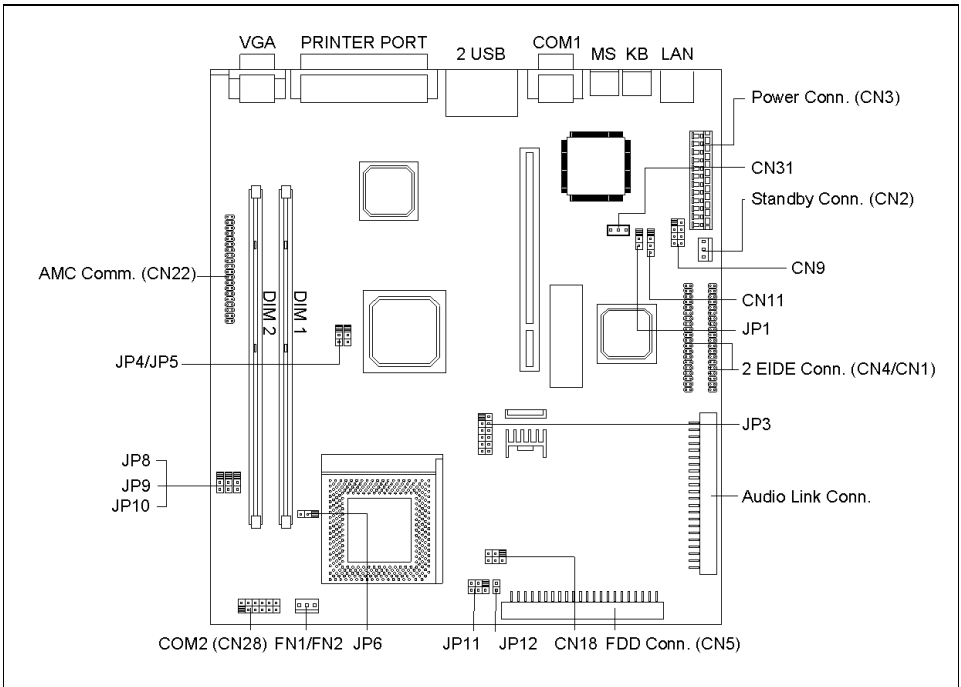 VGA
PRINTER PORT
2 USB
COM1
MS
KB
LAN
Power Conn. (CN3)
CN31
Standby Conn. (CN2)
CN9
CN11
JP1
2 EIDE Conn. (CN4/CN1)
JP3
Audio Link Conn.
AMC Comm. (CN22)
DIM 2
DIM 1
JP4/JP5
JP8
JP9
JP10
COM2 (CN28)
FN1/FN2
JP6
JP11
JP12
CN18
FDD Conn. (CN5)